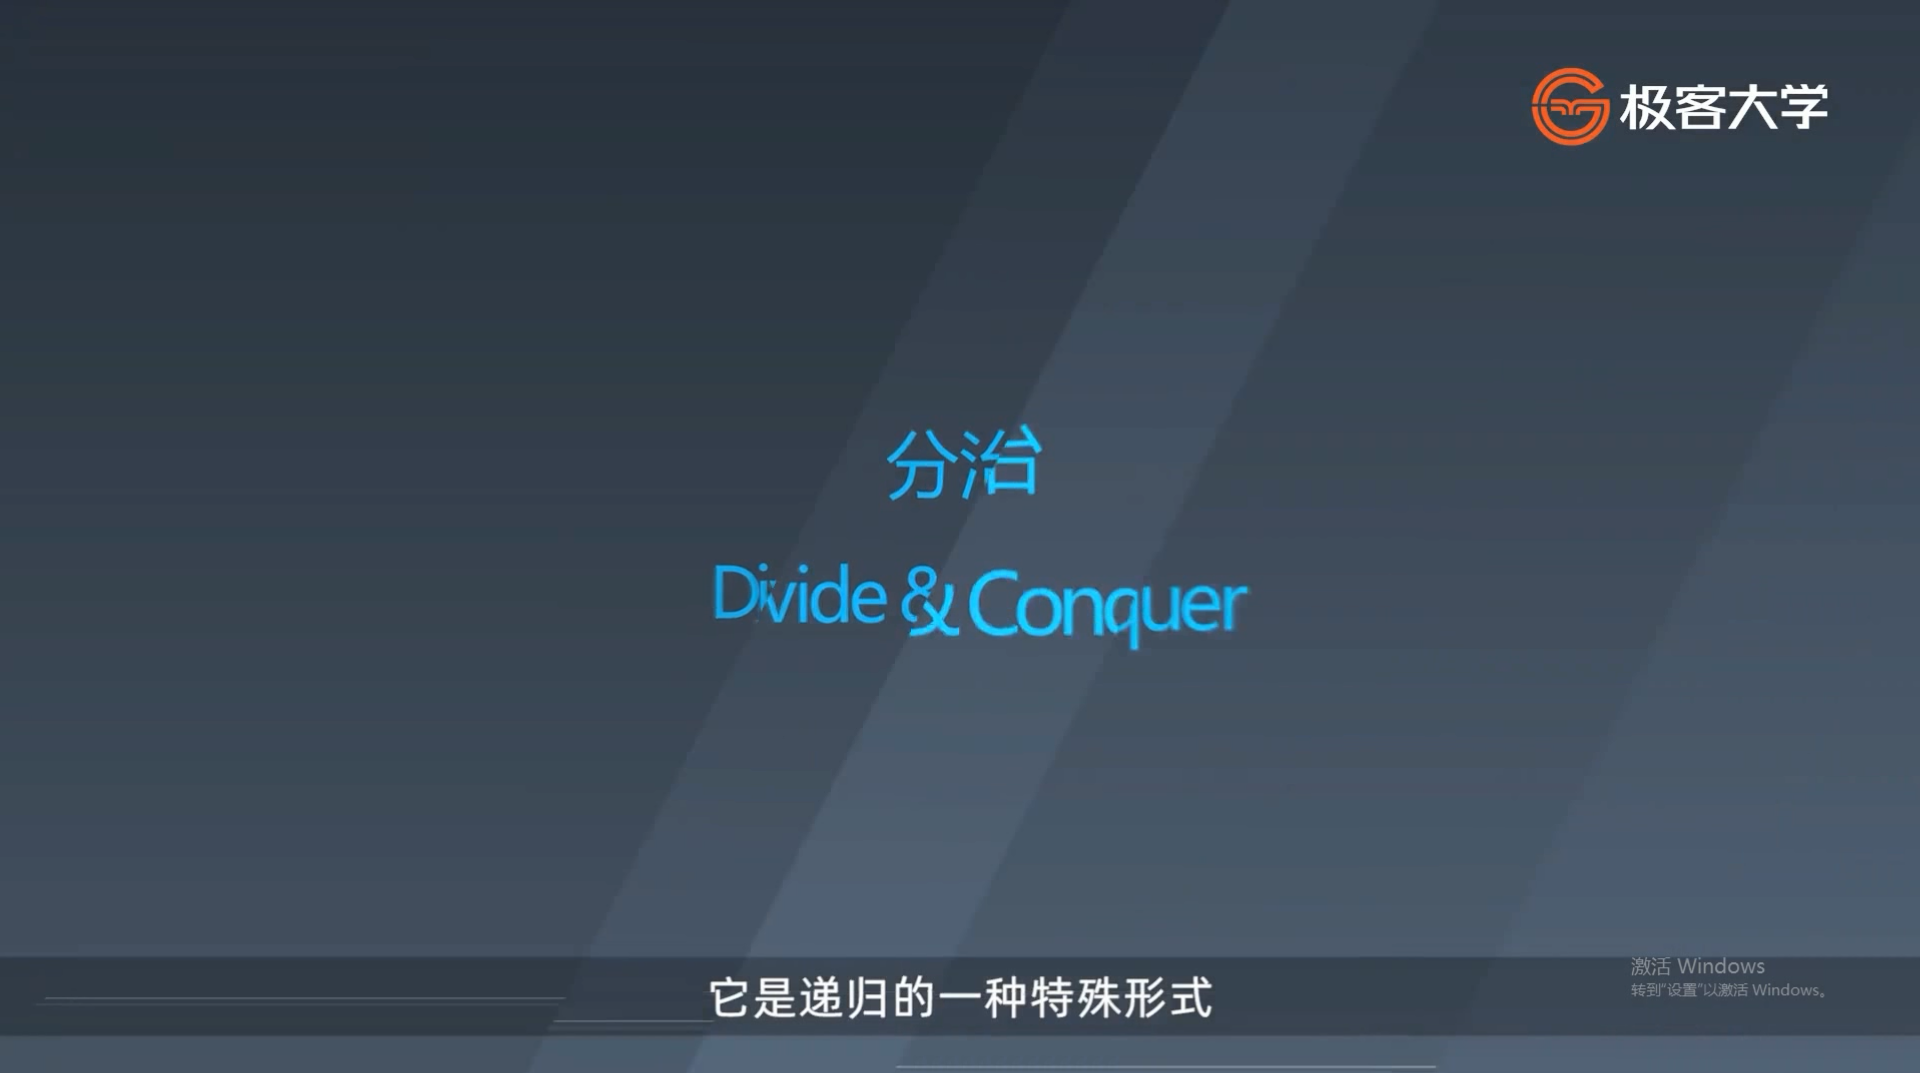 极客大学
分治
Divide & Conquer
它是递归的一种特殊形式
激活 Windows
转到“设置”以激活 Windows。